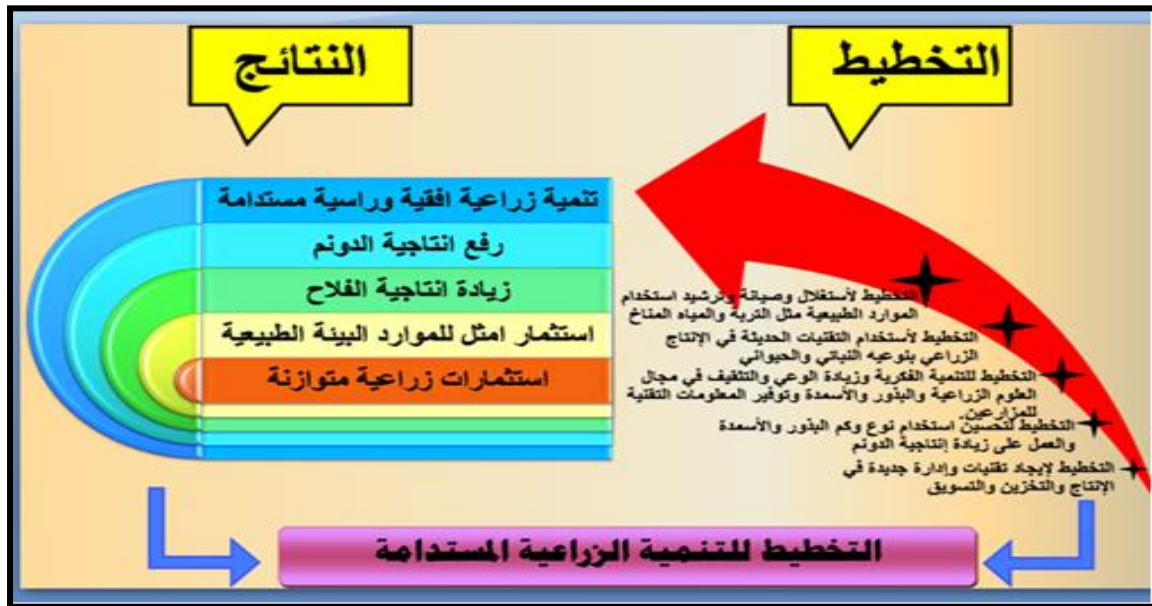 التخطيط
التخطيط لأستغلال وصيانة وترشيد استخدام
الموارد الطبيعية مثل التربة والمياه المناخ
التخطيط لأستخدام التقنيات الحديثة في الإنتاج
الزراعي بنوعيه النباتي والحيواني
التخطيط للتنمية الفكرية وزيادة الوعي والتثقيف في مجال
العلوم الزراعية والبذور والأسمدة وتوفير المعلومات التقنية
للمزارعين.
التخطيط لتحسين استخدام نوع وكم البذور والأسمدة
والعمل على زيادة إنتاجية الدونم
التخطيط لإيجاد تقنيات وإدارة جديدة في
الإنتاج والتخزين والتسويق
النتائج
تنمية زراعية افقية وراسية مستدامة
رفع انتاجية الدونم
زيادة انتاجية الفلاح
استثمار امثل للموارد البيئة الطبيعية
استثمارات زراعية متوازنة
التخطيط للتنمية الزراعية المستدامة